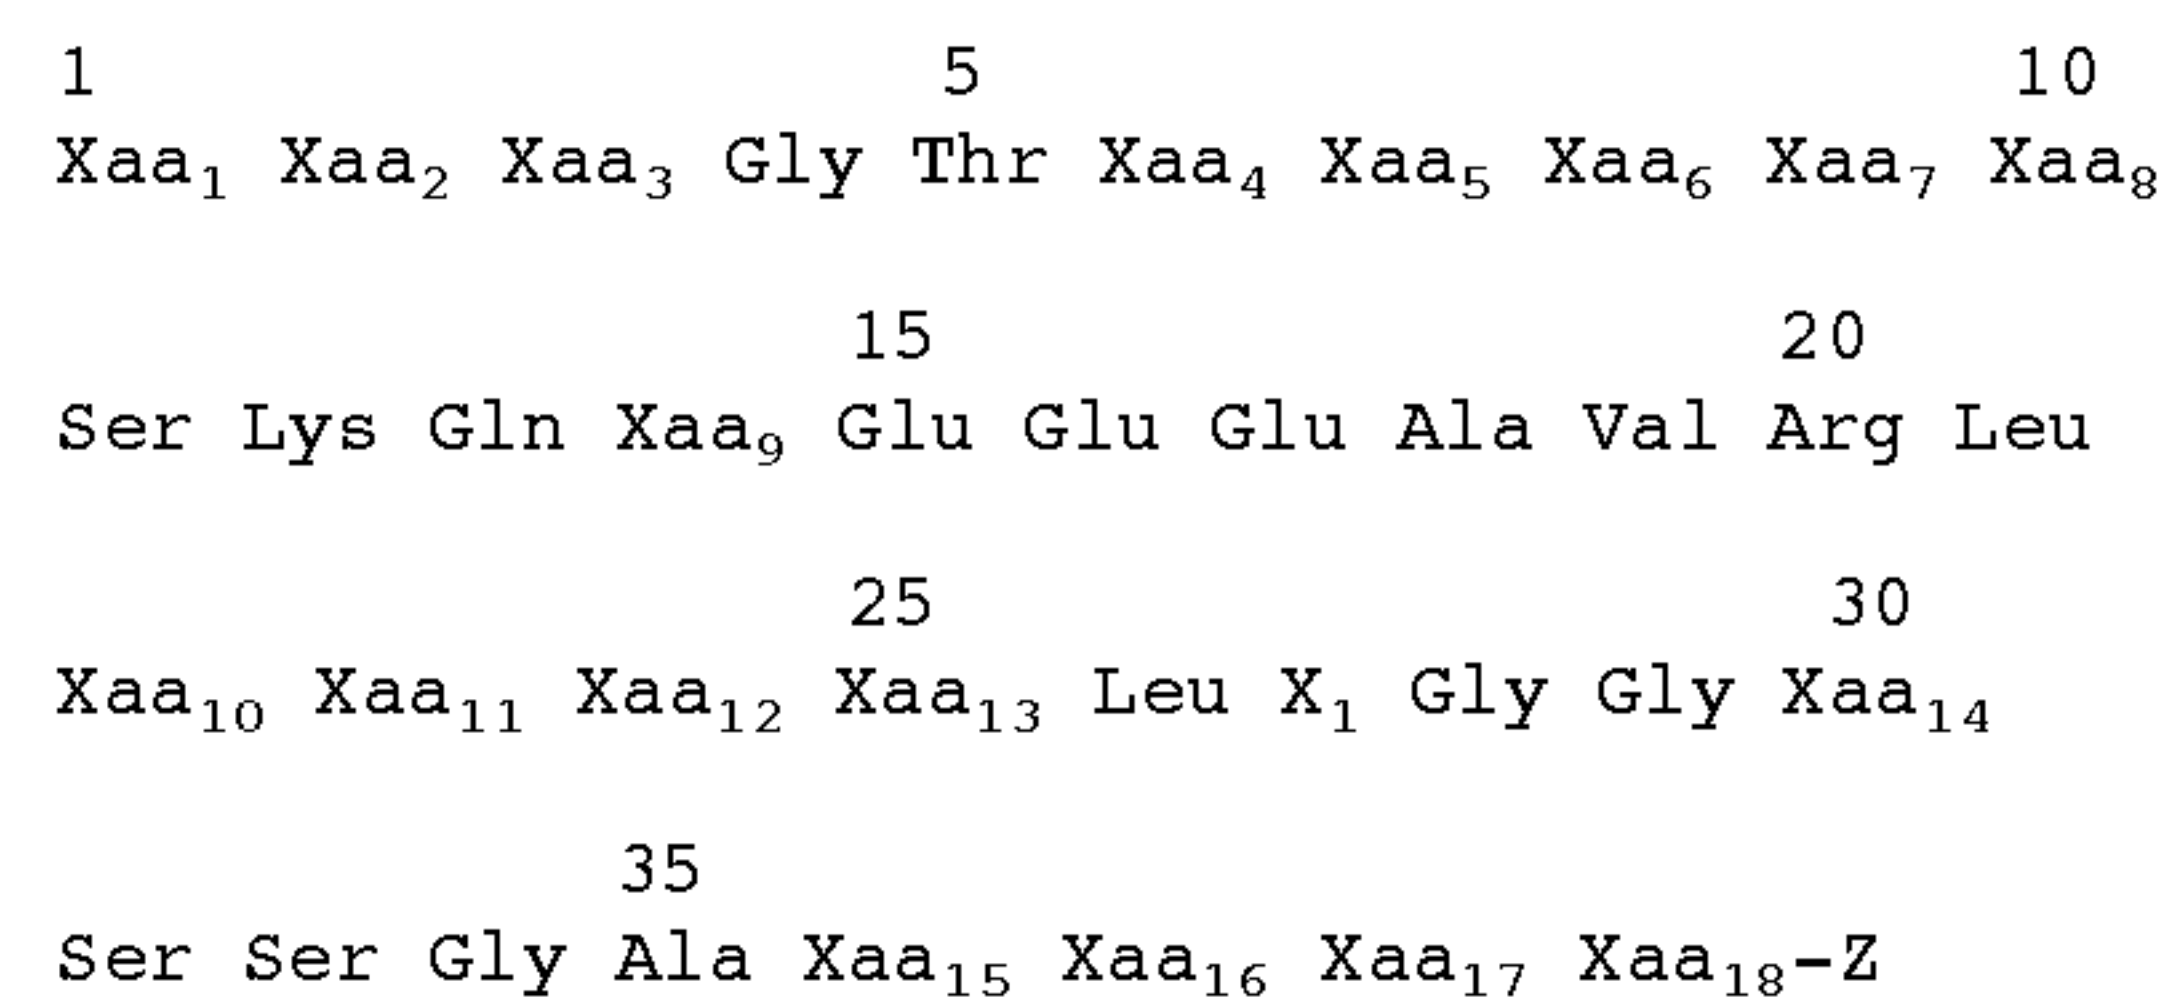 1 5 10
Xaa₁ Xaa₂ Xaa₃ Gly Thr Xaa₄ Xaa₅ Xaa₆ Xaa₇ Xaa₈
15 20
Ser Lys Gln Xaa₉ Glu Glu Glu Ala Val Arg Leu
25 30
Xaa₁₀ Xaa₁₁ Xaa₁₂ Xaa₁₃ Leu X₁ Gly Gly Xaa₁₄
35
Ser Ser Gly Ala Xaa₁₅ Xaa₁₆ Xaa₁₇ Xaa₁₈-Z